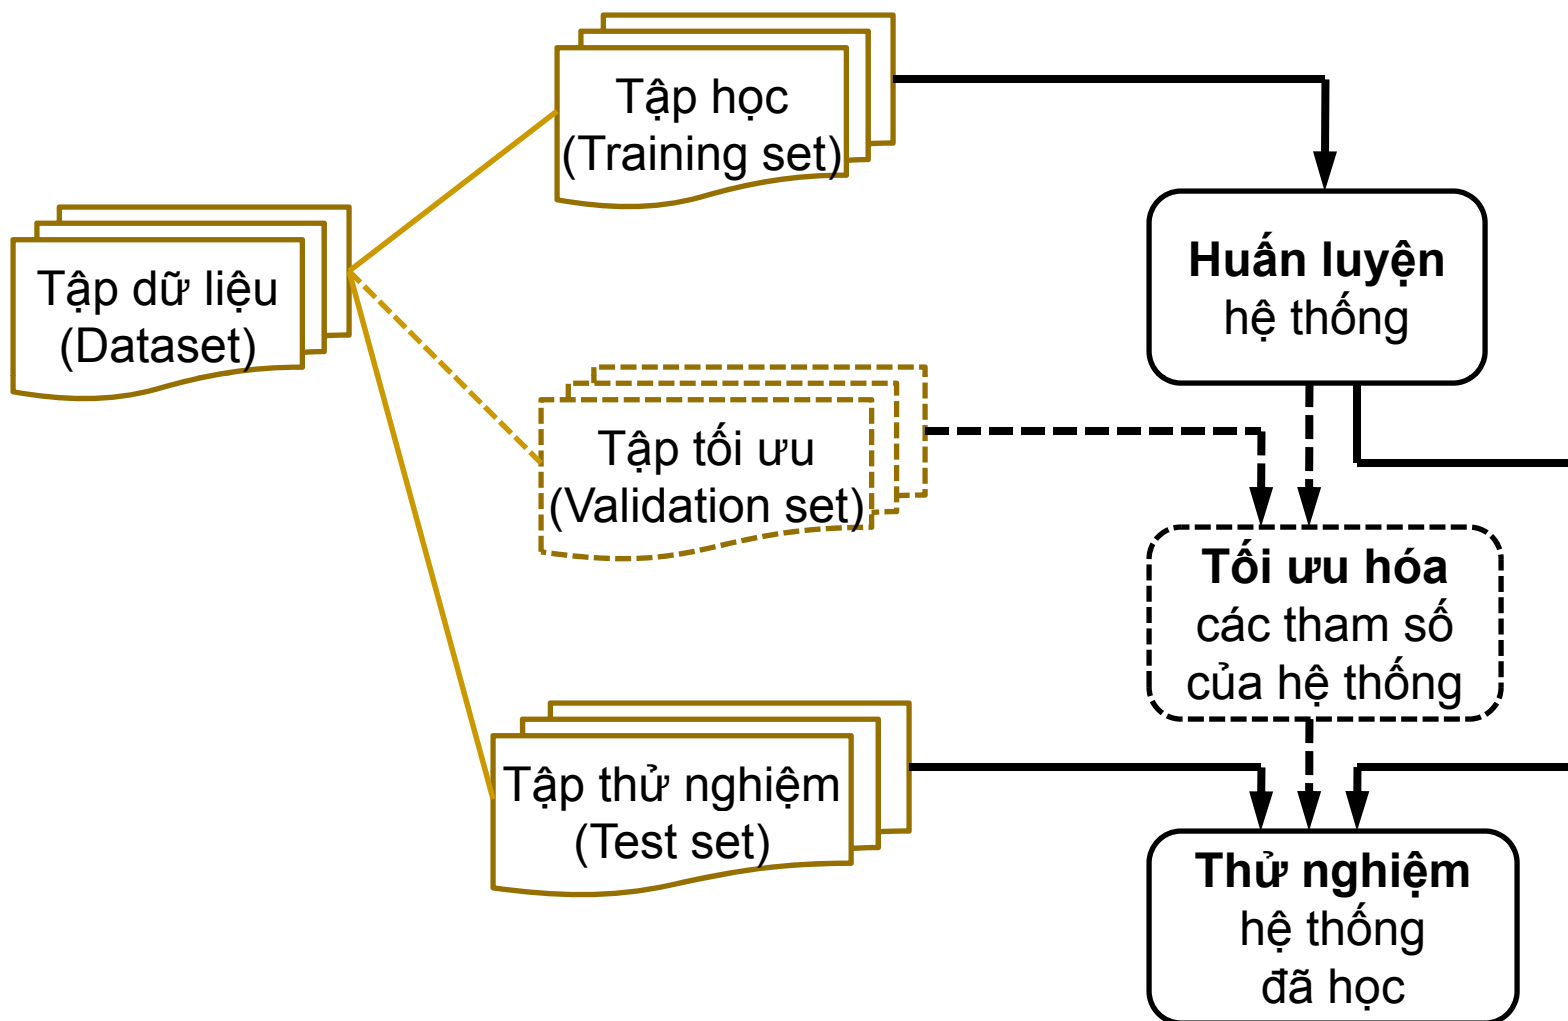 Tập học
(Training set)
Huấn luyện
hệ thống
Tập dữ liệu
(Dataset)
Tập tối ưu
(Validation set)
Tối ưu hóa
các tham số
của hệ thống
Tập thử nghiệm
(Test set)
Thử nghiệm
hệ thống
đã học